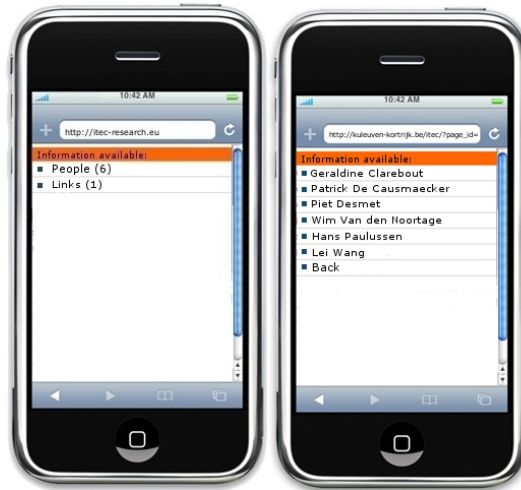 10:42 AM
http://itec-research.eu
Information available:
People (6)
Links (1)
10:42 AM
http://kuleuven-kortrijk.be/itec/?page_id=
Information available:
Geraldine Clarebout
Patrick De Causmaecker
Piet Desmet
Wim Van den Noortage
Hans Paulussen
Lei Wang
Back